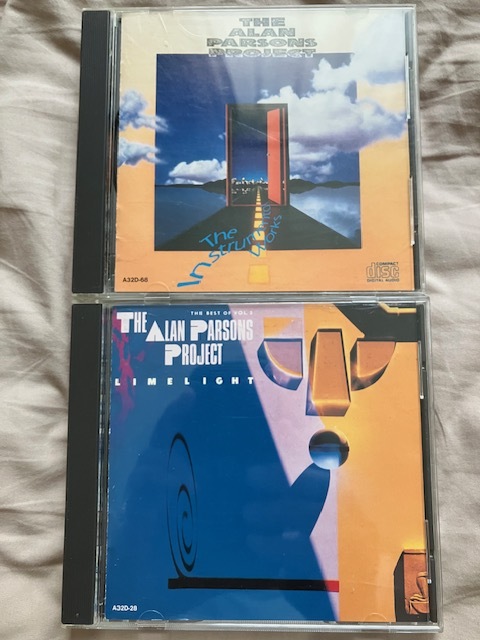 THE
ALAN
PARSONS
PROJECT
The
Instrumental
Works
A32D-68
COMPACT
disc
DIGITAL AUDIO
THE BEST OF VOL 2
THE ALAN PARSONS
PROJECT
LIMELIGHT
A32D-28